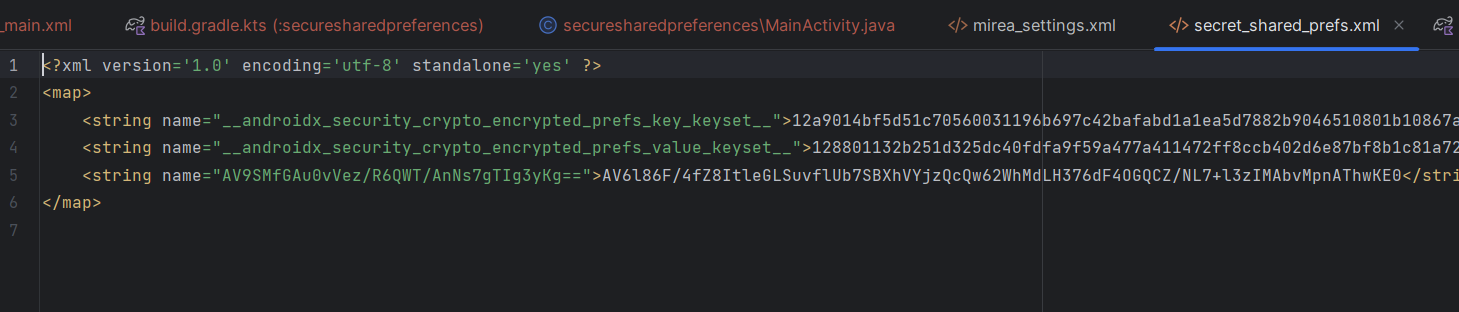 _main.xml build.gradle.kts (:securesharedpreferences) securesharedpreferences\MainActivity.java mirea_settings.xml secret_shared_prefs.xml
1 <?xml version='1.0' encoding='utf-8' standalone='yes' ?>
2 <map>
3 <string name="__androidx_security_crypto_encrypted_prefs_key_keyset__">12a9014bf5d51c70560031196b697c42bafabd1a1ea5d7882b9046510801b10867a
4 <string name="__androidx_security_crypto_encrypted_prefs_value_keyset__">128801132b251d325dc40fdfa9f59a477a411472ff8ccb402d6e87bf8b1c81a72
5 <string name="AV9SMfGAu0vVez/R6QWT/AnNs7gTIg3yKg==">AV6l86F/4fZ8ItleGLSuvflUb7SBXhVYjzQcQw62WhMdLH376dF4OGQCZ/NL7+l3zIMAbvMpnAThwKE0</stri
6 </map>
7